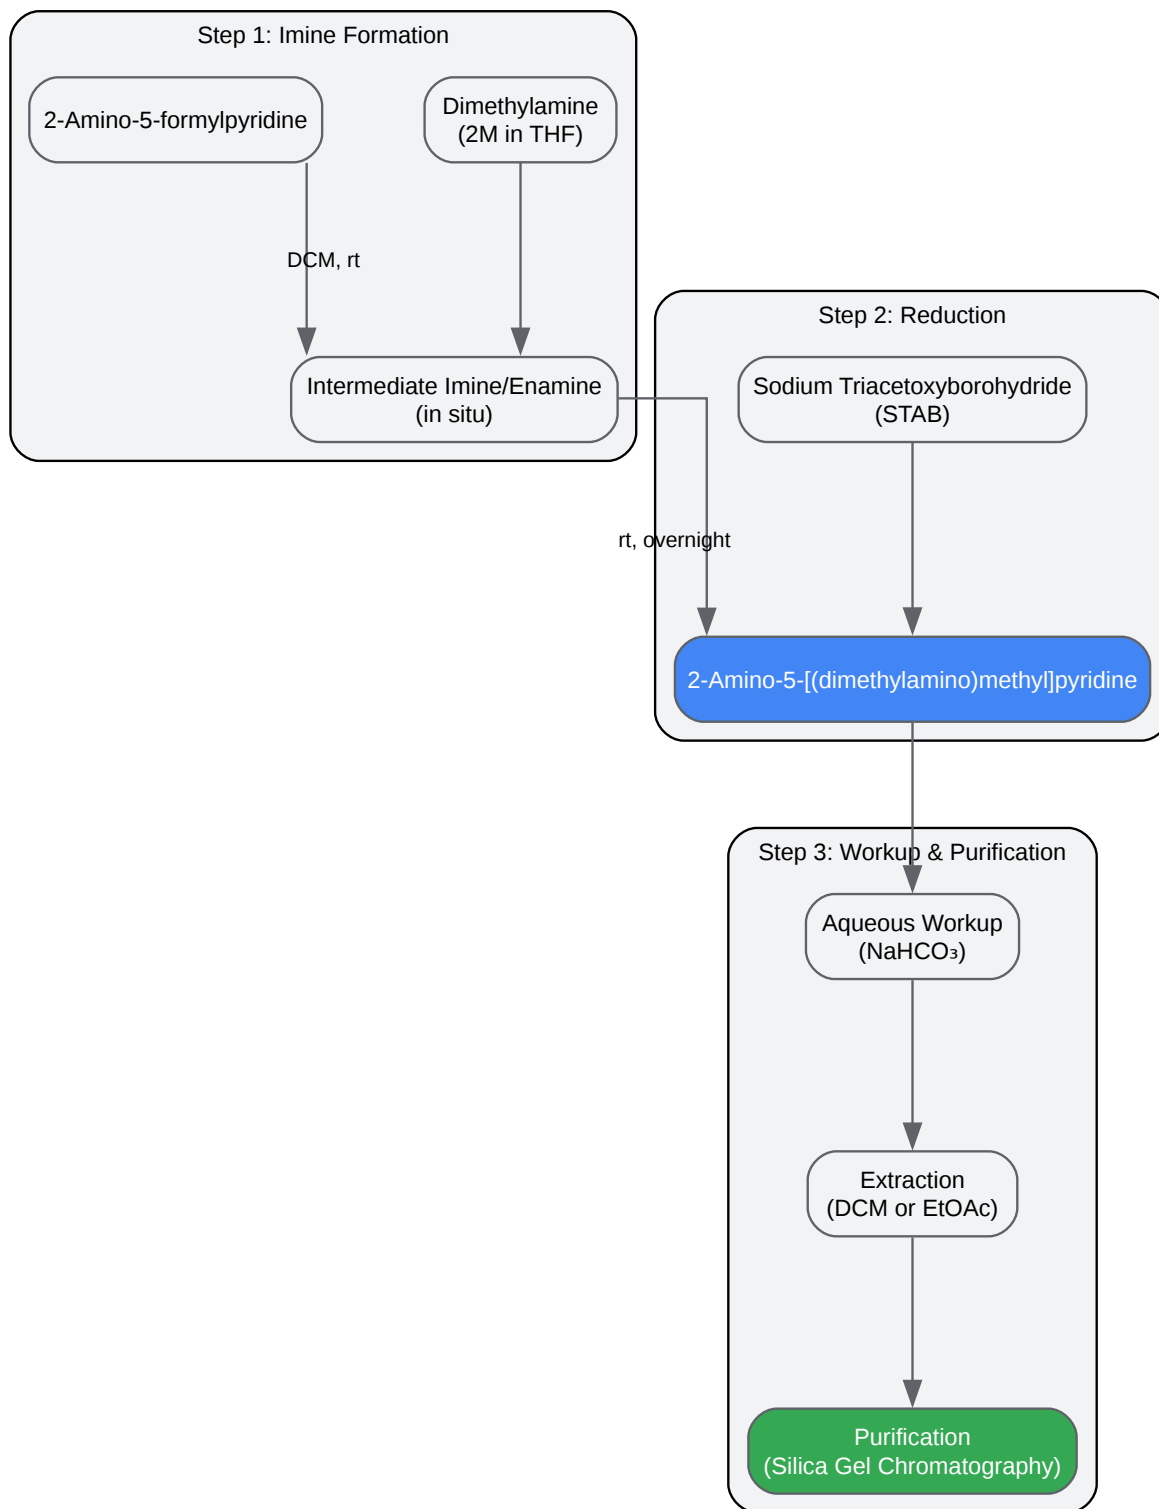 Step 1: Imine Formation
2-Amino-5-formylpyridine
Dimethylamine
(2M in THF)
DCM, rt
Intermediate Imine/Enamine
(in situ)
Step 2: Reduction
Sodium Triacetoxyborohydride
(STAB)
rt, overnight
2-Amino-5-[(dimethylamino)methyl]pyridine
Step 3: Workup & Purification
Aqueous Workup
(NaHCO₃)
Extraction
(DCM or EtOAc)
Purification
(Silica Gel Chromatography)